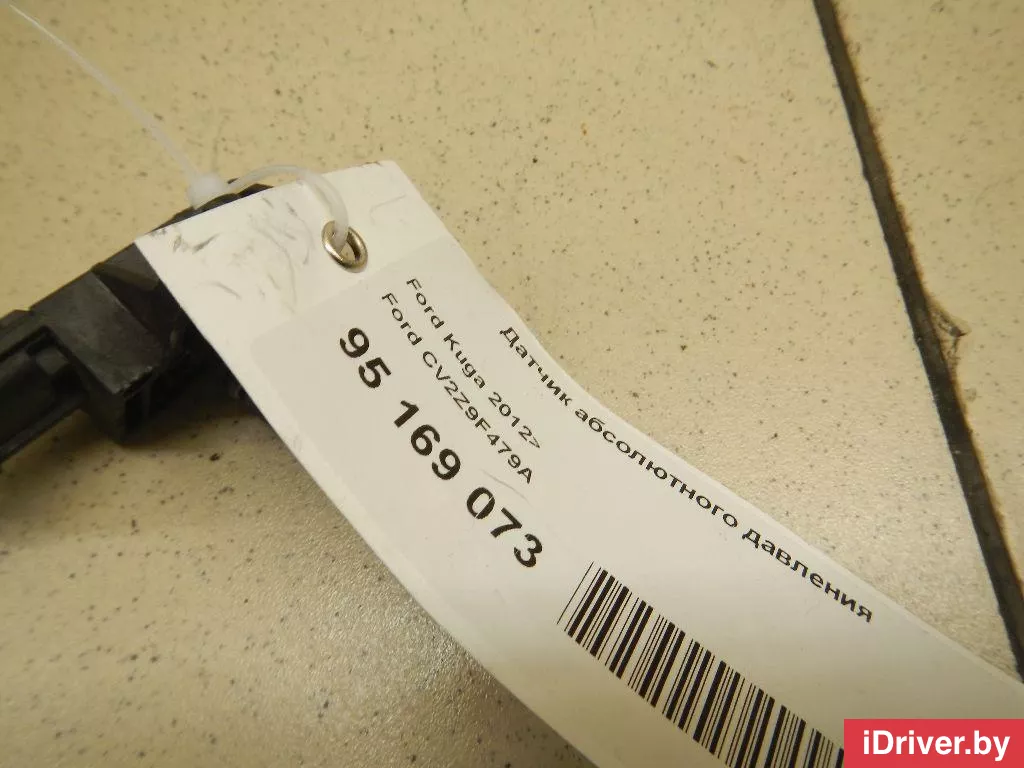 Датчик абсолютного давления
Ford Kuga 2012>
Ford CV2Z9F479A
95 169 073
iDriver.by